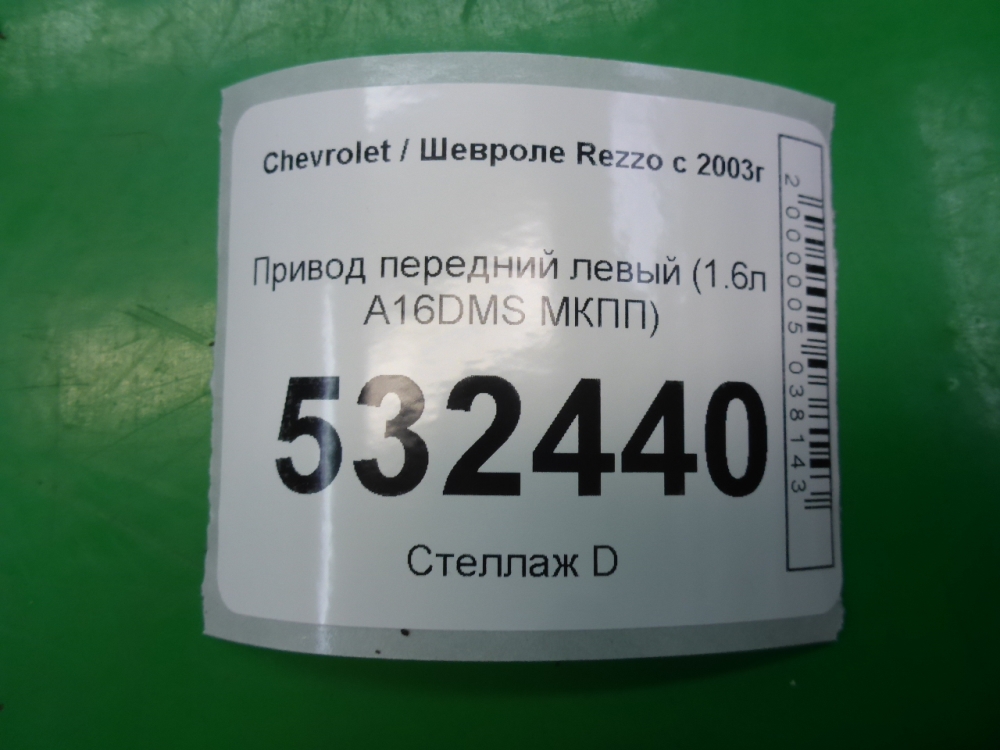 Chevrolet / Шевроле Rezzo с 2003г
Привод передний левый (1.6л
A16DMS МКПП)
532440
Стеллаж D
2000005038143